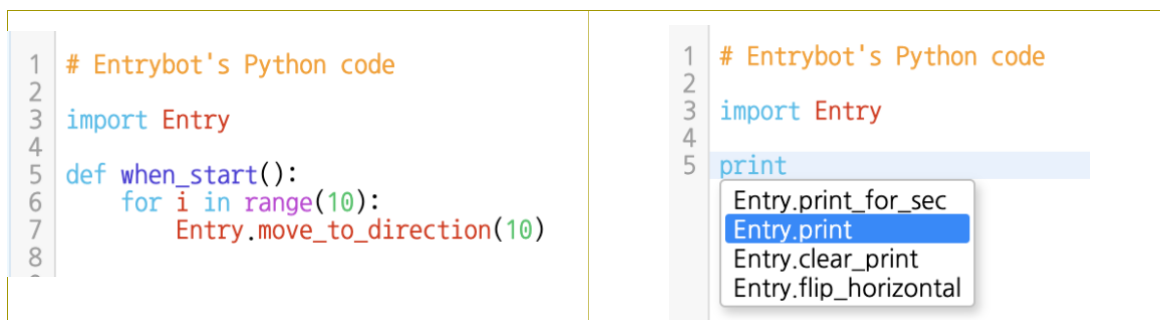 1 # Entrybot's Python code
2
3 import Entry
4
5 def when_start():
6 for i in range(10):
7 Entry.move_to_direction(10)
8
1 # Entrybot's Python code
2
3 import Entry
4
5 print
Entry.print_for_sec
Entry.print
Entry.clear_print
Entry.flip_horizontal